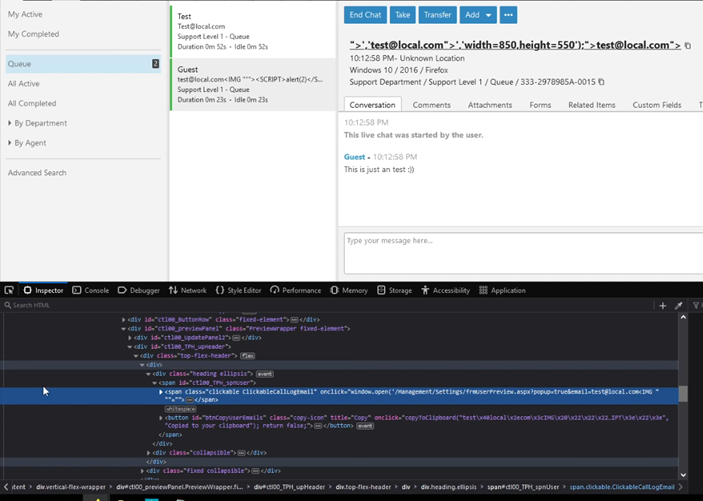 My Active
My Completed
Queue 2
All Active
All Completed
By Department
By Agent
Advanced Search
Test
Test@local.com
Support Level 1 - Queue
Duration 0m 52s - Idle 0m 52s
Guest
test@local.com<IMG """><SCRIPT>alert(2)</S...
Support Level 1 - Queue
Duration 0m 23s - Idle 0m 23s
End Chat Take Transfer Add •••
">','test@local.com">','width=850,height=550');">test@local.com">
10:12:58 PM- Unknown Location
Windows 10 / 2016 / Firefox
Support Department / Support Level 1 / Queue / 333-2978985A-0015
Conversation Comments Attachments Forms Related Items Custom Fields T
10:12:58 PM
This live chat was started by the user.
Guest - 10:12:58 PM
This is just an test :))
Type your message here...
Inspector Console Debugger Network Style Editor Performance Memory Storage Accessibility Application
Search HTML
<div id="ctl00_ButtonRow" class="fixed-element"></div>
<div id="ctl00_previewPanel" class="PreviewWrapper fixed-element">
<div id="ctl00_UpdatePanel2"></div>
<div id="ctl00_TPH_upHeader">
<div class="top-flex-header"> flex
<div>
<div class="heading ellipsis"> event
<span id="ctl00_TPH_spnUser">
<span class="clickable ClickableCallLogEmail" onclick="window.open('/Management/Settings/frmUserPreview.aspx?popup=true&email=test@local.com<IMG "
""=""></span>
whitespace
<button id="btnCopyUserEmails" class="copy-icon" title="Copy" onclick="copyToClipboard("test\x40local\x2ecom\x3cIMG\x20\x22\x22\x22.IPT\x3e\x22\x3e",
"Copied to your clipboard"); return false;"></button> event
</span>
</div>
<div class="collapsible"></div>
</div>
<div class="fixed collapsible"></div>
</div>
ntent div.vertical-flex-wrapper div#ctl00_previewPanel.PreviewWrapper.fi... div#ctl00_TPH_upHeader div.top-flex-header div div.heading.ellipsis span#ctl00_TPH_spnUser span.clickable.ClickableCallLogEmail